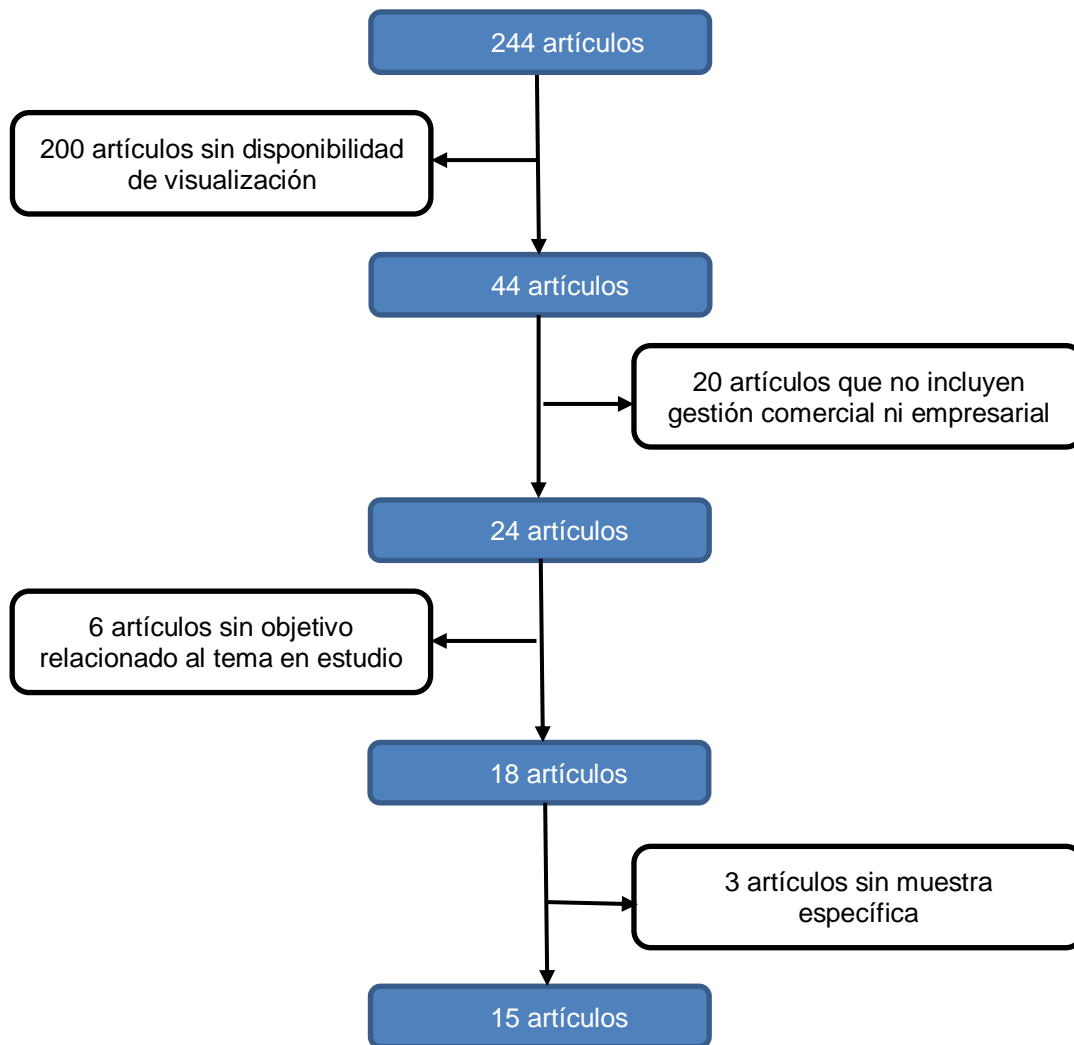 244 artículos
200 artículos sin disponibilidad
de visualización
44 artículos
20 artículos que no incluyen
gestión comercial ni empresarial
24 artículos
6 artículos sin objetivo
relacionado al tema en estudio
18 artículos
3 artículos sin muestra
específica
15 artículos